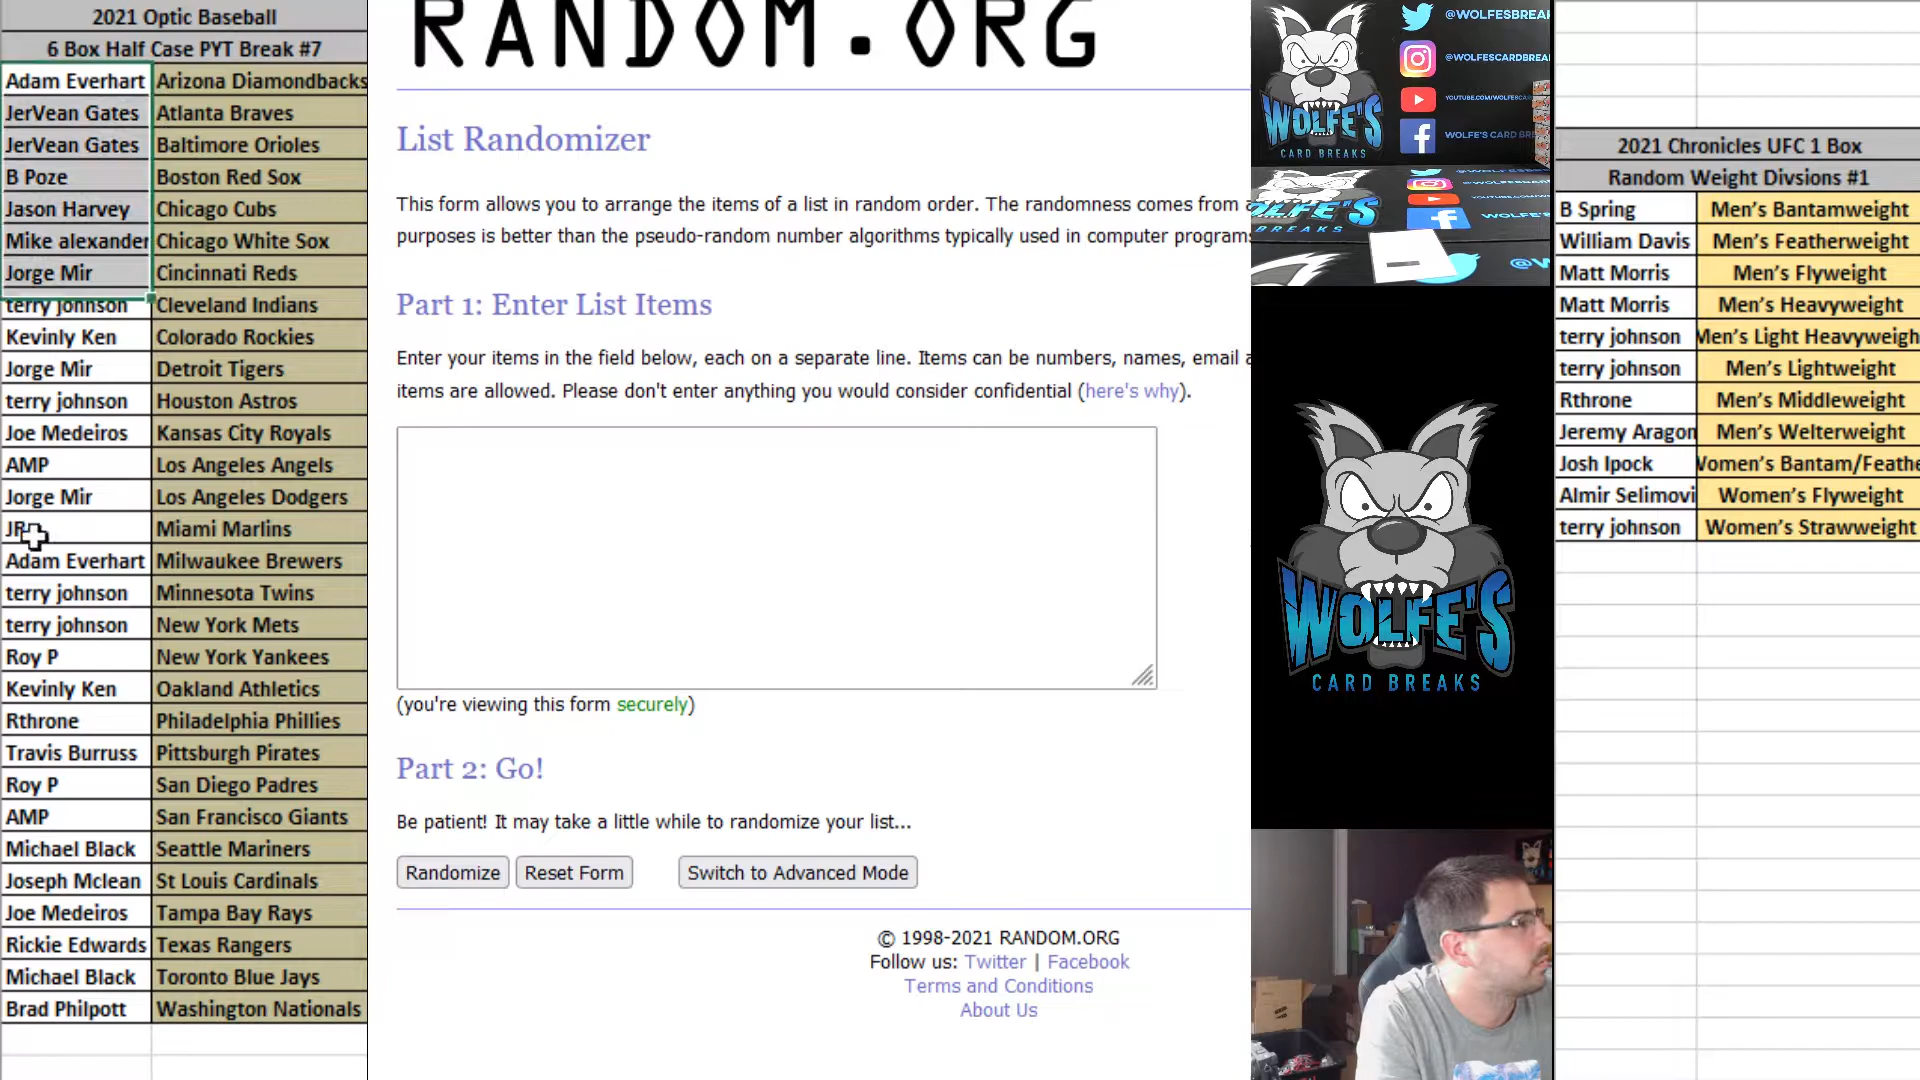 2021 Optic Baseball
6 Box Half Case PYT Break #7
Adam Everhart Arizona Diamondbacks
JerVean Gates Atlanta Braves
JerVean Gates Baltimore Orioles
B Poze Boston Red Sox
Jason Harvey Chicago Cubs
Mike alexander Chicago White Sox
Jorge Mir Cincinnati Reds
terry johnson Cleveland Indians
Kevinly Ken Colorado Rockies
Jorge Mir Detroit Tigers
terry johnson Houston Astros
Joe Medeiros Kansas City Royals
AMP Los Angeles Angels
Jorge Mir Los Angeles Dodgers
Miami Marlins
Adam Everhart Milwaukee Brewers
terry johnson Minnesota Twins
terry johnson New York Mets
Roy P New York Yankees
Kevinly Ken Oakland Athletics
Rthrone Philadelphia Phillies
Travis Burruss Pittsburgh Pirates
Roy P San Diego Padres
AMP San Francisco Giants
Michael Black Seattle Mariners
Joseph Mclean St Louis Cardinals
Joe Medeiros Tampa Bay Rays
Rickie Edwards Texas Rangers
Michael Black Toronto Blue Jays
Brad Philpott Washington Nationals
RANDOM.ORG
List Randomizer
This form allows you to arrange the items of a list in random order. The randomness comes from
purposes is better than the pseudo-random number algorithms typically used in computer programs
Part 1: Enter List Items
Enter your items in the field below, each on a separate line. Items can be numbers, names, email
items are allowed. Please don't enter anything you would consider confidential (here's why).
(you're viewing this form securely)
Part 2: Go!
Be patient! It may take a little while to randomize your list...
Randomize Reset Form Switch to Advanced Mode
© 1998-2021 RANDOM.ORG
Follow us: Twitter | Facebook
Terms and Conditions
About Us
@WOLFESBREA
@WOLFESCARDBREA
WOLFE'S CARD BRE
WOLFE'S
CARD BREAKS
WOLFE'S
CARD BREAKS
2021 Chronicles UFC 1 Box
Random Weight Divsions #1
B Spring Men's Bantamweight
William Davis Men's Featherweight
Matt Morris Men's Flyweight
Matt Morris Men's Heavyweight
terry johnson Men's Light Heavyweigh
terry johnson Men's Lightweight
Rthrone Men's Middleweight
Jeremy Aragon Men's Welterweight
Josh Ipock Women's Bantam/Feathe
Almir Selimovi Women's Flyweight
terry johnson Women's Strawweight